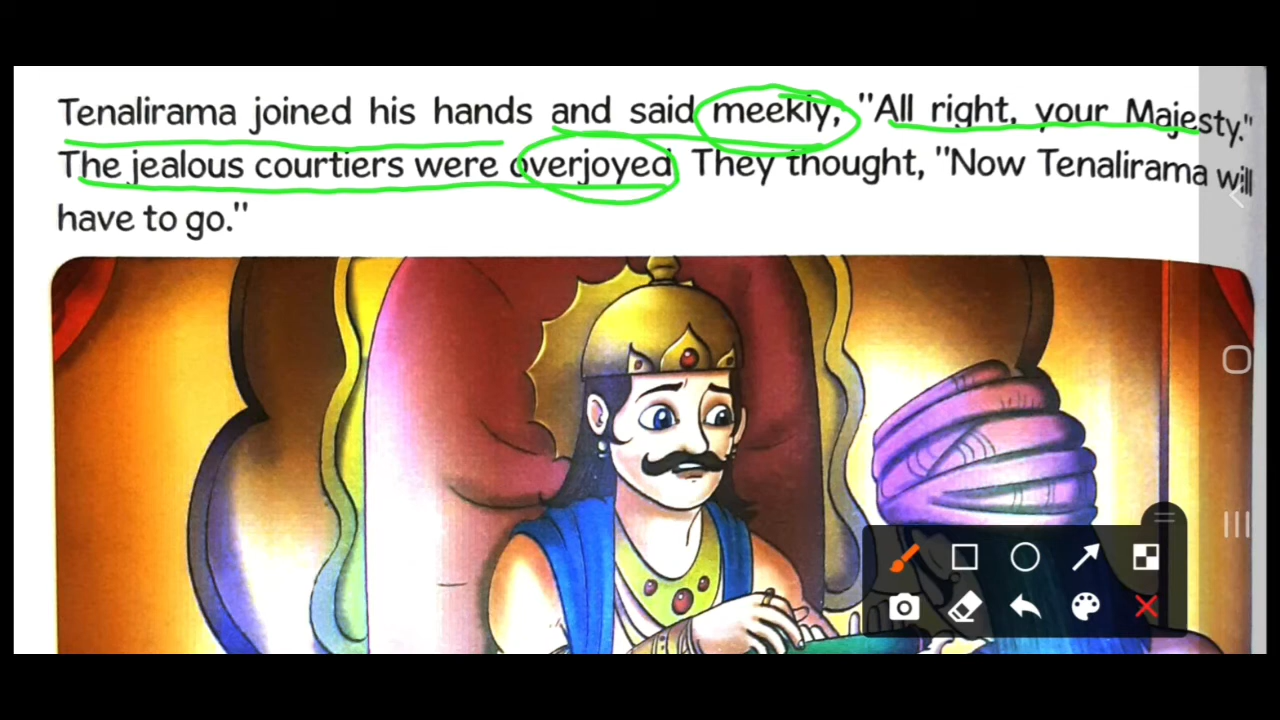 Tenalirama joined his hands and said meekly, "All right, your Majesty."
The jealous courtiers were overjoyed They thought, "Now Tenalirama will
have to go."